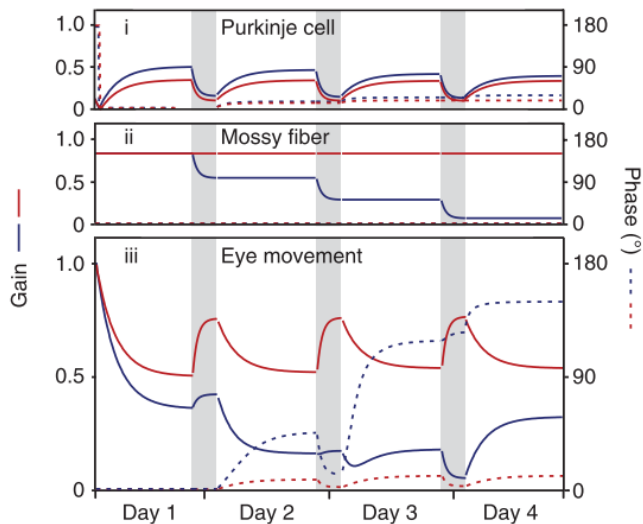 i Purkinje cell
1.0 180
0.5 90
0 0
ii Mossy fiber
1.0 180
0.5 90
0 0
iii Eye movement
1.0 180
0.5 90
0 0
Gain
Phase (°)
Day 1 Day 2 Day 3 Day 4